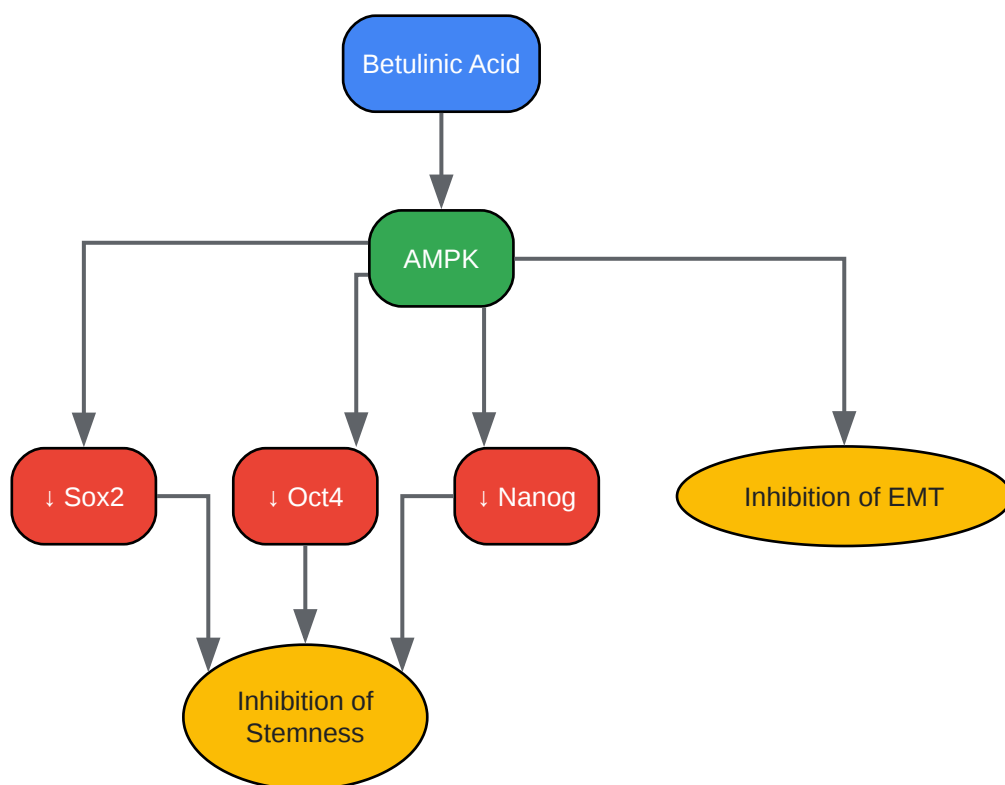 Betulinic Acid
AMPK
↓ Sox2
↓ Oct4
↓ Nanog
Inhibition of EMT
Inhibition of
Stemness